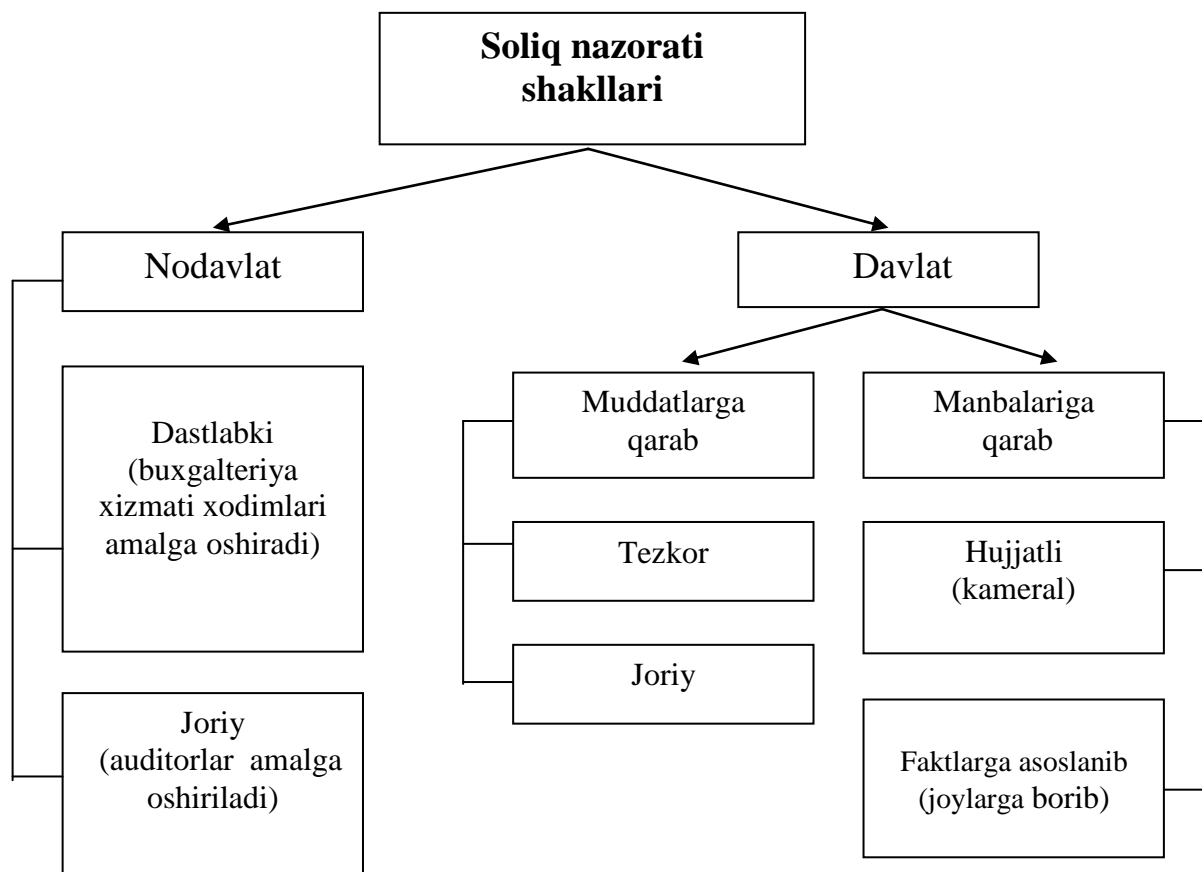 Soliq nazorati
shakllari
Nodavlat
Dastlabki
(buxgalteriya
xizmati xodimlari
amalga oshiradi)
Joriy
(auditorlar amalga
oshiriladi)
Davlat
Muddatlarga
qarab
Tezkor
Joriy
Manbalariga
qarab
Hujjatli
(kameral)
Faktlarga asoslanib
(joylarga borib)